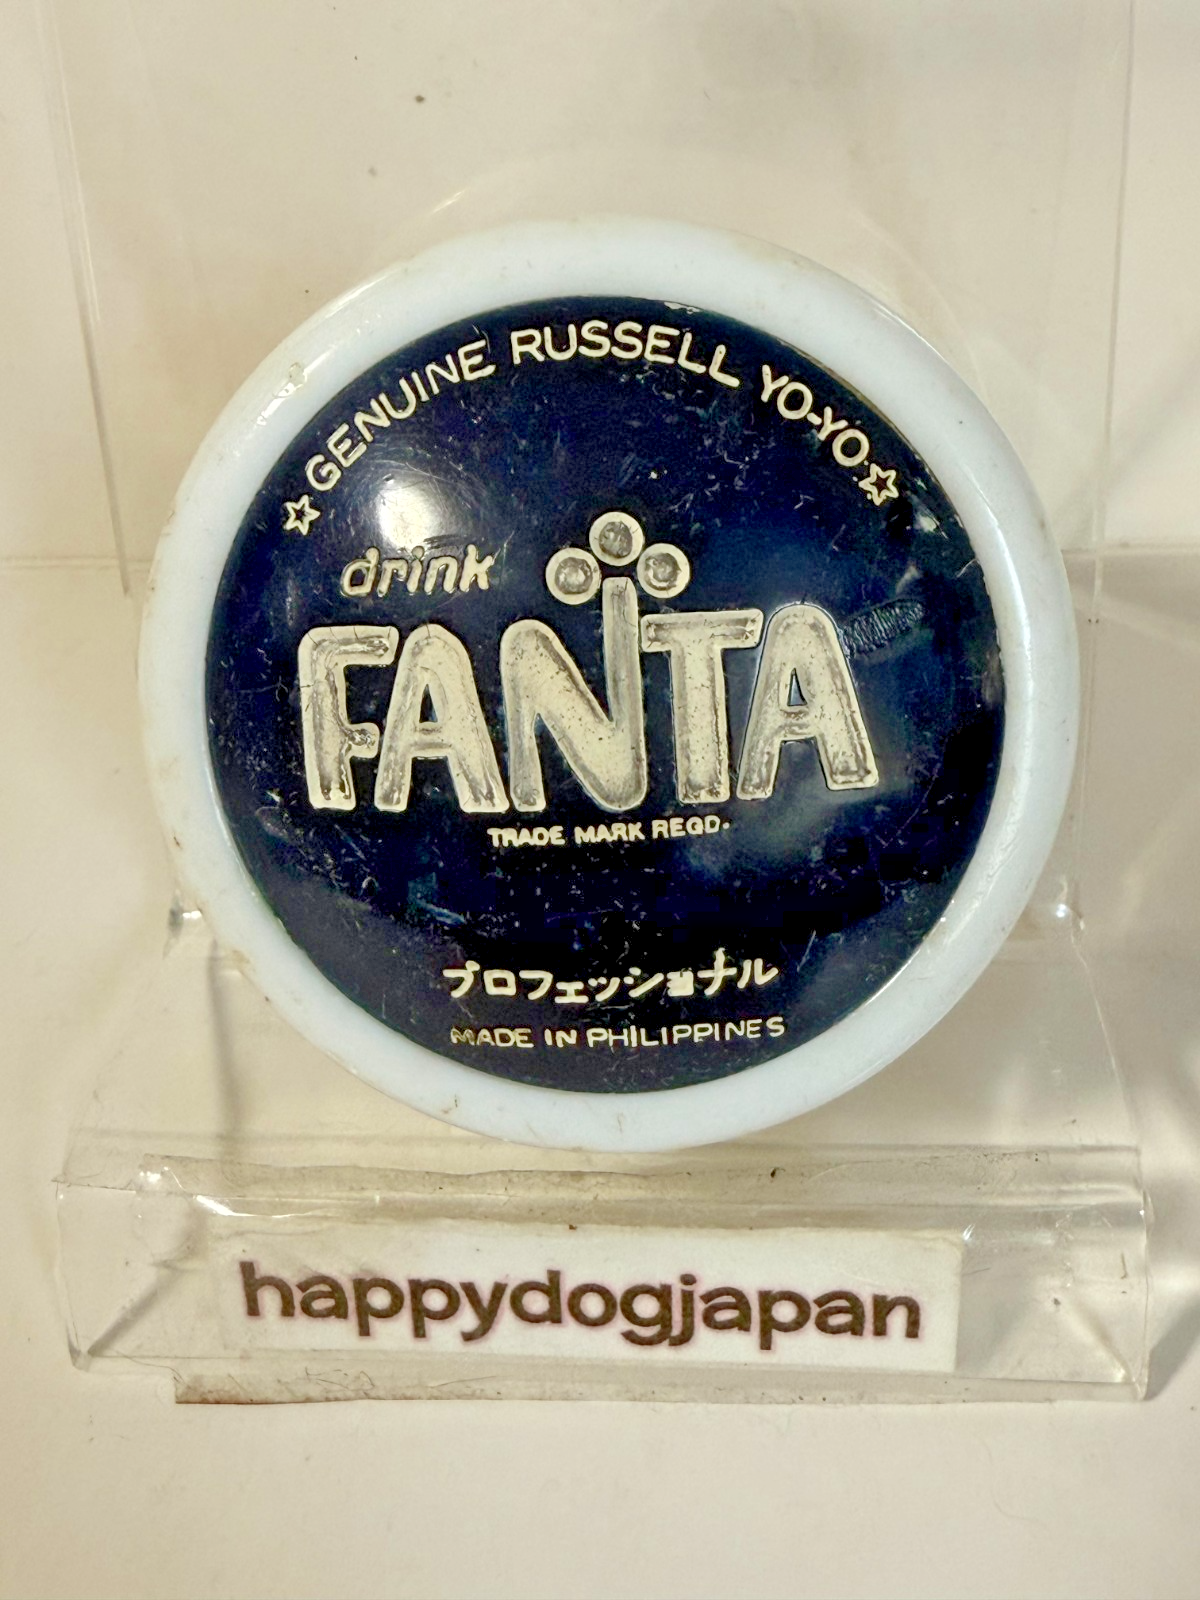 ☆GENUINE RUSSELL YO-YO☆
drink
FANTA
TRADE MARK REGD.
プロフェッショナル
MADE IN PHILIPPINES
happydogjapan